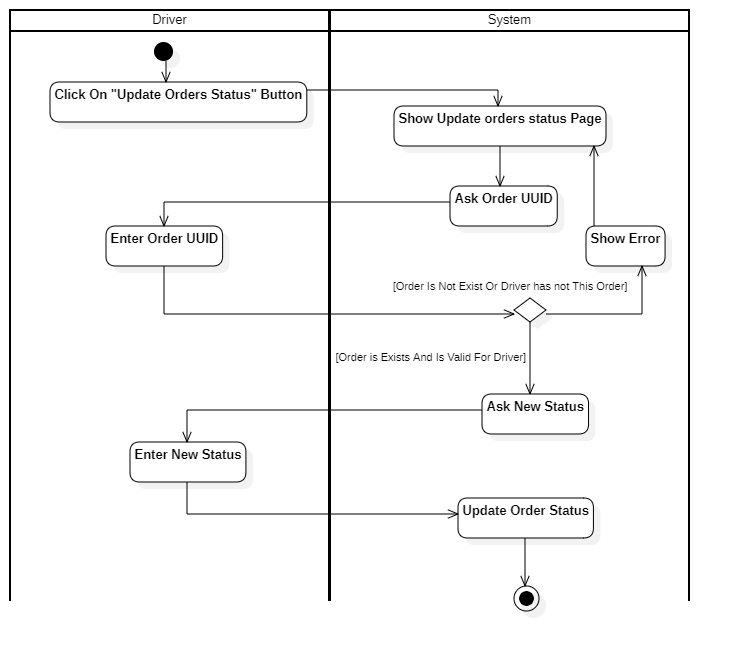 Driver
System
Click On "Update Orders Status" Button
Show Update orders status Page
Ask Order UUID
Enter Order UUID
Show Error
[Order Is Not Exist Or Driver has not This Order]
[Order is Exists And Is Valid For Driver]
Ask New Status
Enter New Status
Update Order Status